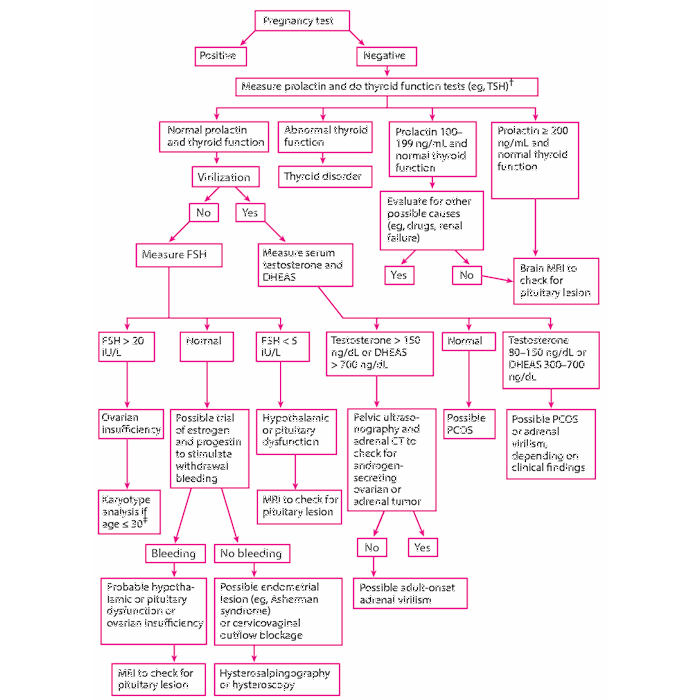 Pregnancy test
Positive
Negative
Measure prolactin and do thyroid function tests (eg, TSH)†
Normal prolactin
and thyroid function
Abnormal thyroid
function
Prolactin 100–
199 ng/mL and
normal thyroid
function
Prolactin ≥ 200
ng/mL and
normal thyroid
function
Virilization
Thyroid disorder
Evaluate for other
possible causes
(eg, drugs, renal
failure)
No
Yes
Measure FSH
Measure serum
testosterone and
DHEAS
Yes
No
Brain MRI to
check for
pituitary lesion
FSH > 20
IU/L
Normal
FSH < 5
IU/L
Testosterone > 150
ng/dL or DHEAS
> 700 ng/dL
Normal
Testosterone
80–150 ng/dL or
DHEAS 300–700
ng/dL
Ovarian
insufficiency
Possible trial
of estrogen
and progestin
to stimulate
withdrawal
bleeding
Hypothalamic
or pituitary
dysfunction
Pelvic ultraso-
nography and
adrenal CT to
check for
androgen-
secreting
ovarian or
adrenal tumor
Possible
PCOS
Possible PCOS
or adrenal
virilism,
depending on
clinical findings
Karyotype
analysis if
age ≤ 30‡
MRI to check for
pituitary lesion
Bleeding
No bleeding
No
Yes
Probable hypotha-
lamic or pituitary
dysfunction or
ovarian insufficiency
Possible endometrial
lesion (eg, Asherman
syndrome)
or cervicovaginal
outflow blockage
Possible adult-onset
adrenal virilism
MRI to check for
pituitary lesion
Hysterosalpingography
or hysteroscopy